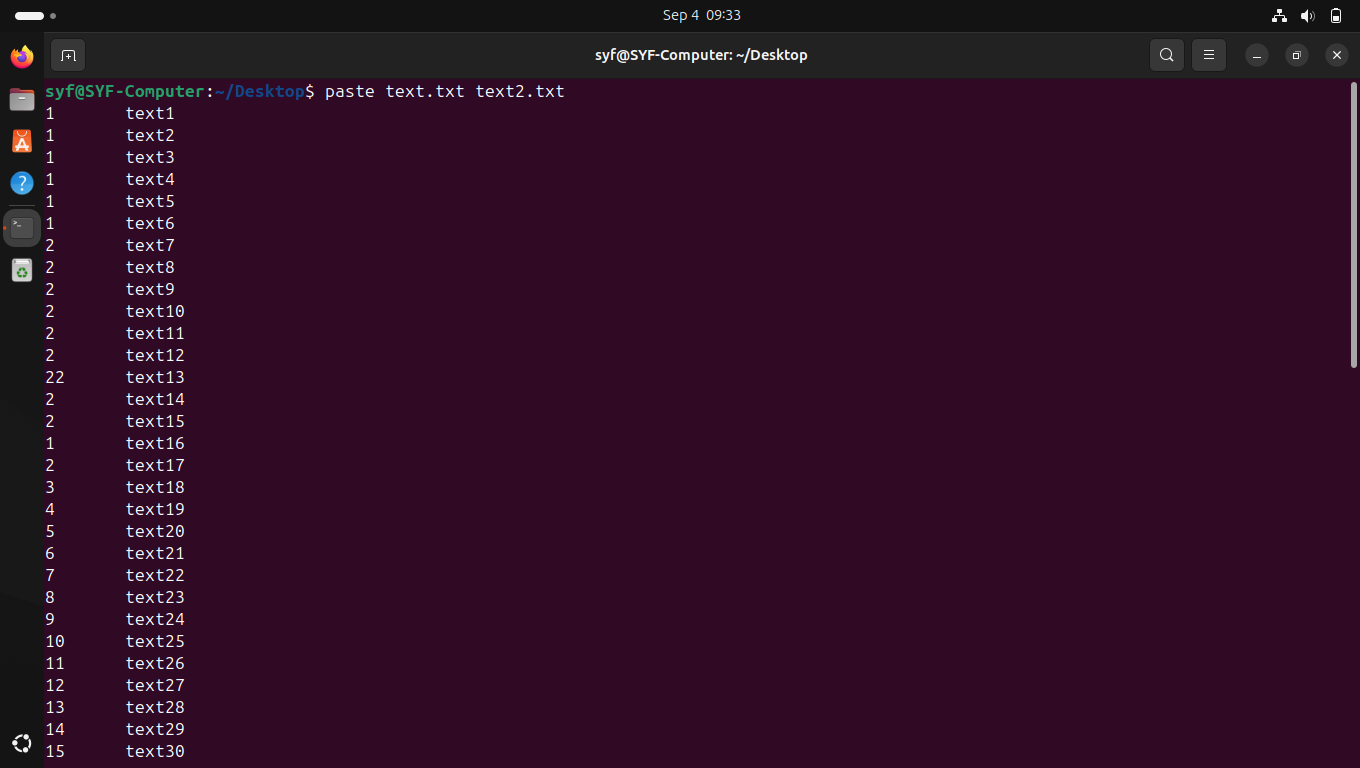 Sep 4 09:33
syf@SYF-Computer: ~/Desktop
syf@SYF-Computer:~/Desktop$ paste text.txt text2.txt
1 text1
1 text2
1 text3
1 text4
1 text5
1 text6
2 text7
2 text8
2 text9
2 text10
2 text11
2 text12
22 text13
2 text14
2 text15
1 text16
2 text17
3 text18
4 text19
5 text20
6 text21
7 text22
8 text23
9 text24
10 text25
11 text26
12 text27
13 text28
14 text29
15 text30